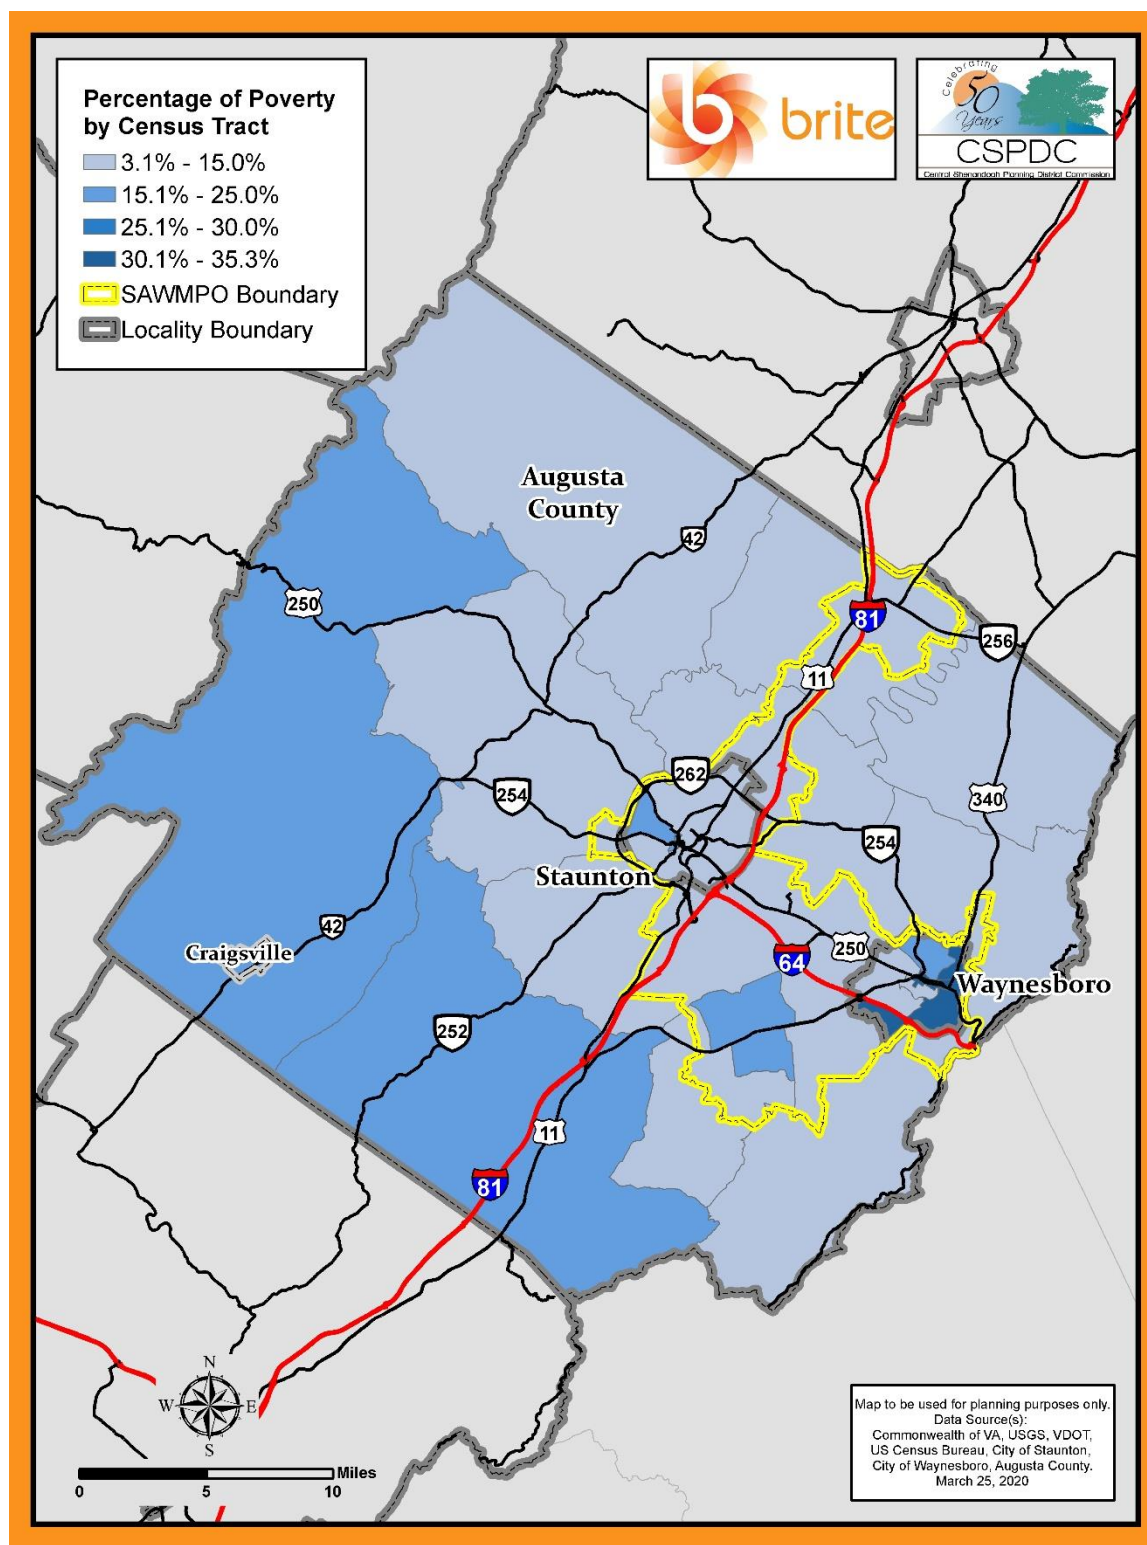 Percentage of Poverty
by Census Tract
3.1% - 15.0%
15.1% - 25.0%
25.1% - 30.0%
30.1% - 35.3%
SAWMPO Boundary
Locality Boundary
b brite
Celebrating
50
Years
CSPDC
Central Shenandoah Planning District Commission
Augusta
County
42
250
81
256
11
262
340
254
254
Staunton
42
Craigsville
250
64
Waynesboro
252
11
81
N
W E
S
Miles
0 5 10
Map to be used for planning purposes only.
Data Source(s):
Commonwealth of VA, USGS, VDOT,
US Census Bureau, City of Staunton,
City of Waynesboro, Augusta County.
March 25, 2020